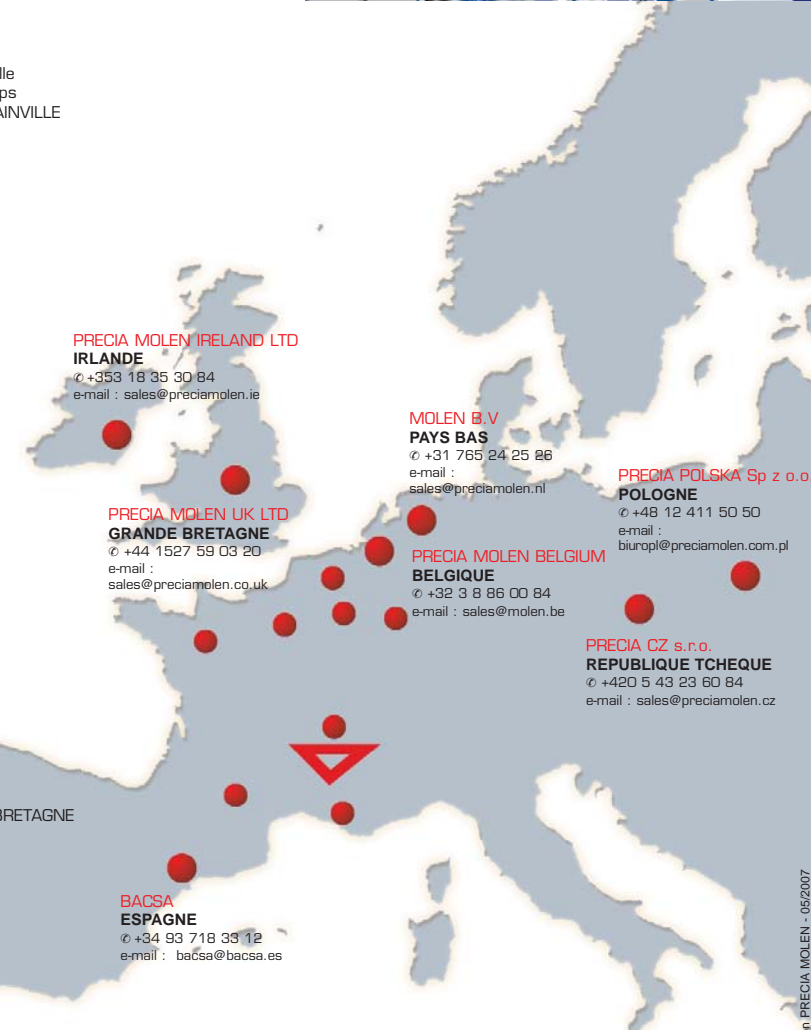 lle
ps
AINVILLE
PRECIA MOLEN IRELAND LTD
IRLANDE
✆ +353 18 35 30 84
e-mail : sales@preciamolen.ie
MOLEN B.V
PAYS BAS
✆ +31 765 24 25 26
e-mail :
sales@preciamolen.nl
PRECIA POLSKA Sp z o.o.
POLOGNE
✆ +48 12 411 50 50
e-mail :
biuropl@preciamolen.com.pl
PRECIA MOLEN UK LTD
GRANDE BRETAGNE
✆ +44 1527 59 03 20
e-mail :
sales@preciamolen.co.uk
PRECIA MOLEN BELGIUM
BELGIQUE
✆ +32 3 8 86 00 84
e-mail : sales@molen.be
PRECIA CZ s.r.o.
REPUBLIQUE TCHEQUE
✆ +420 5 43 23 60 84
e-mail : sales@preciamolen.cz
BRETAGNE
BACSA
ESPAGNE
✆ +34 93 718 33 12
e-mail : bacsa@bacsa.es
n PRECIA MOLEN - 05/2007